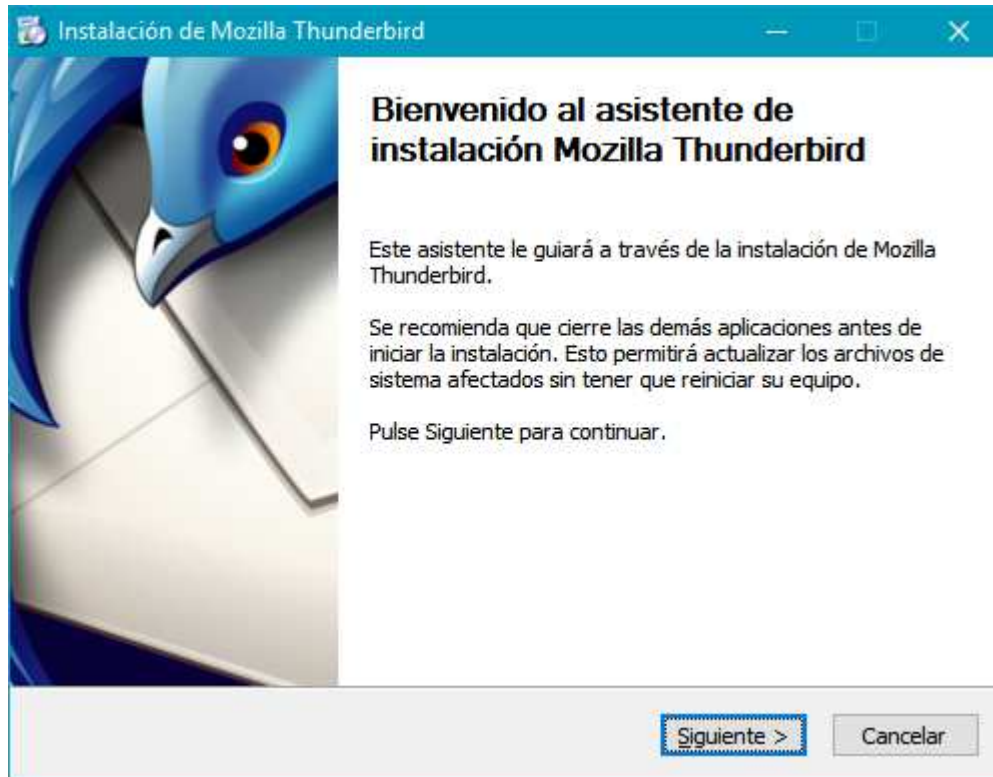 Instalación de Mozilla Thunderbird
Bienvenido al asistente de
instalación Mozilla Thunderbird
Este asistente le guiará a través de la instalación de Mozilla
Thunderbird.
Se recomienda que cierre las demás aplicaciones antes de
iniciar la instalación. Esto permitirá actualizar los archivos de
sistema afectados sin tener que reiniciar su equipo.
Pulse Siguiente para continuar.
Siguiente >
Cancelar